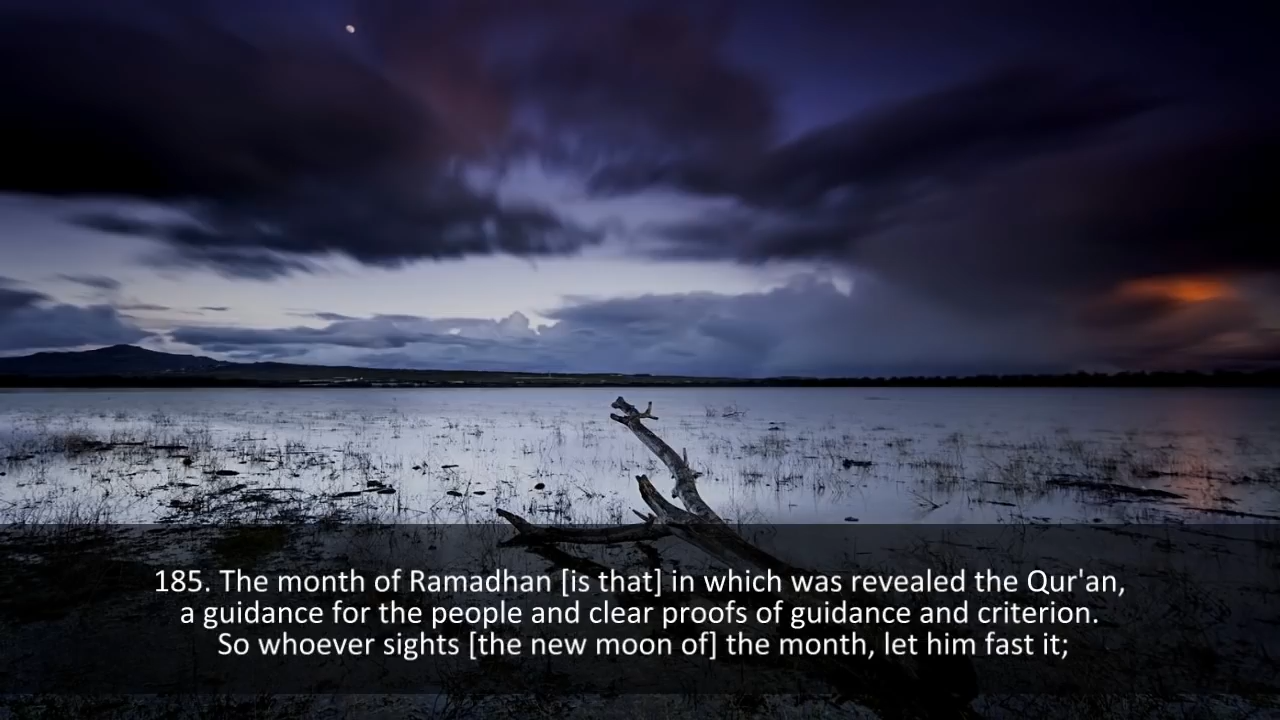 185. The month of Ramadhan [is that] in which was revealed the Qur'an,
a guidance for the people and clear proofs of guidance and criterion.
So whoever sights [the new moon of] the month, let him fast it;